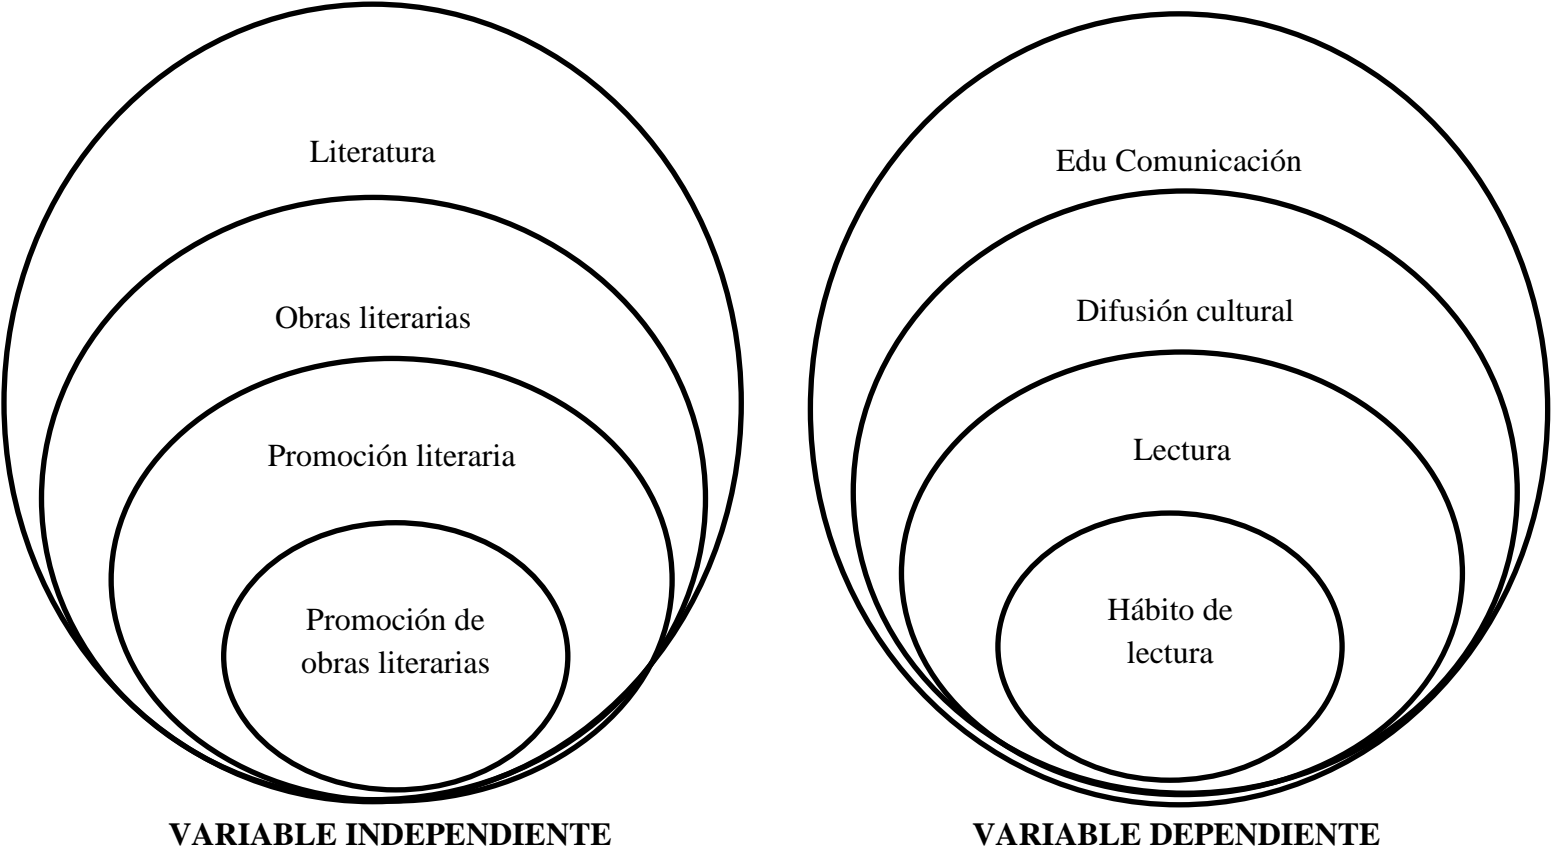 Literatura
Obras literarias
Promoción literaria
Promoción de
obras literarias
VARIABLE INDEPENDIENTE
Edu Comunicación
Difusión cultural
Lectura
Hábito de
lectura
VARIABLE DEPENDIENTE